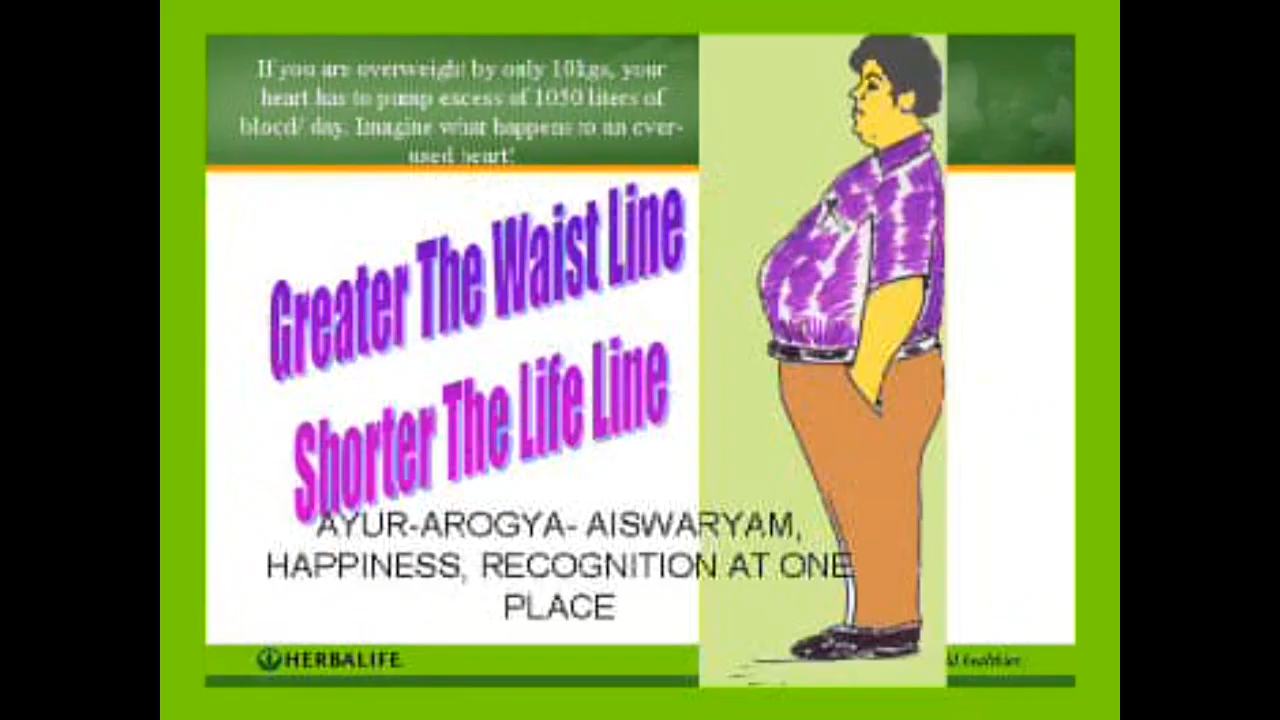 If you are overweight by only 10kgs, your
heart has to pump excess of 1050 liters of
blood/ day. Imagine what happens to an over-
used heart!
Greater The Waist Line
Shorter The Life Line
AYUR-AROGYA- AISWARYAM,
HAPPINESS, RECOGNITION AT ONE
PLACE
HERBALIFE